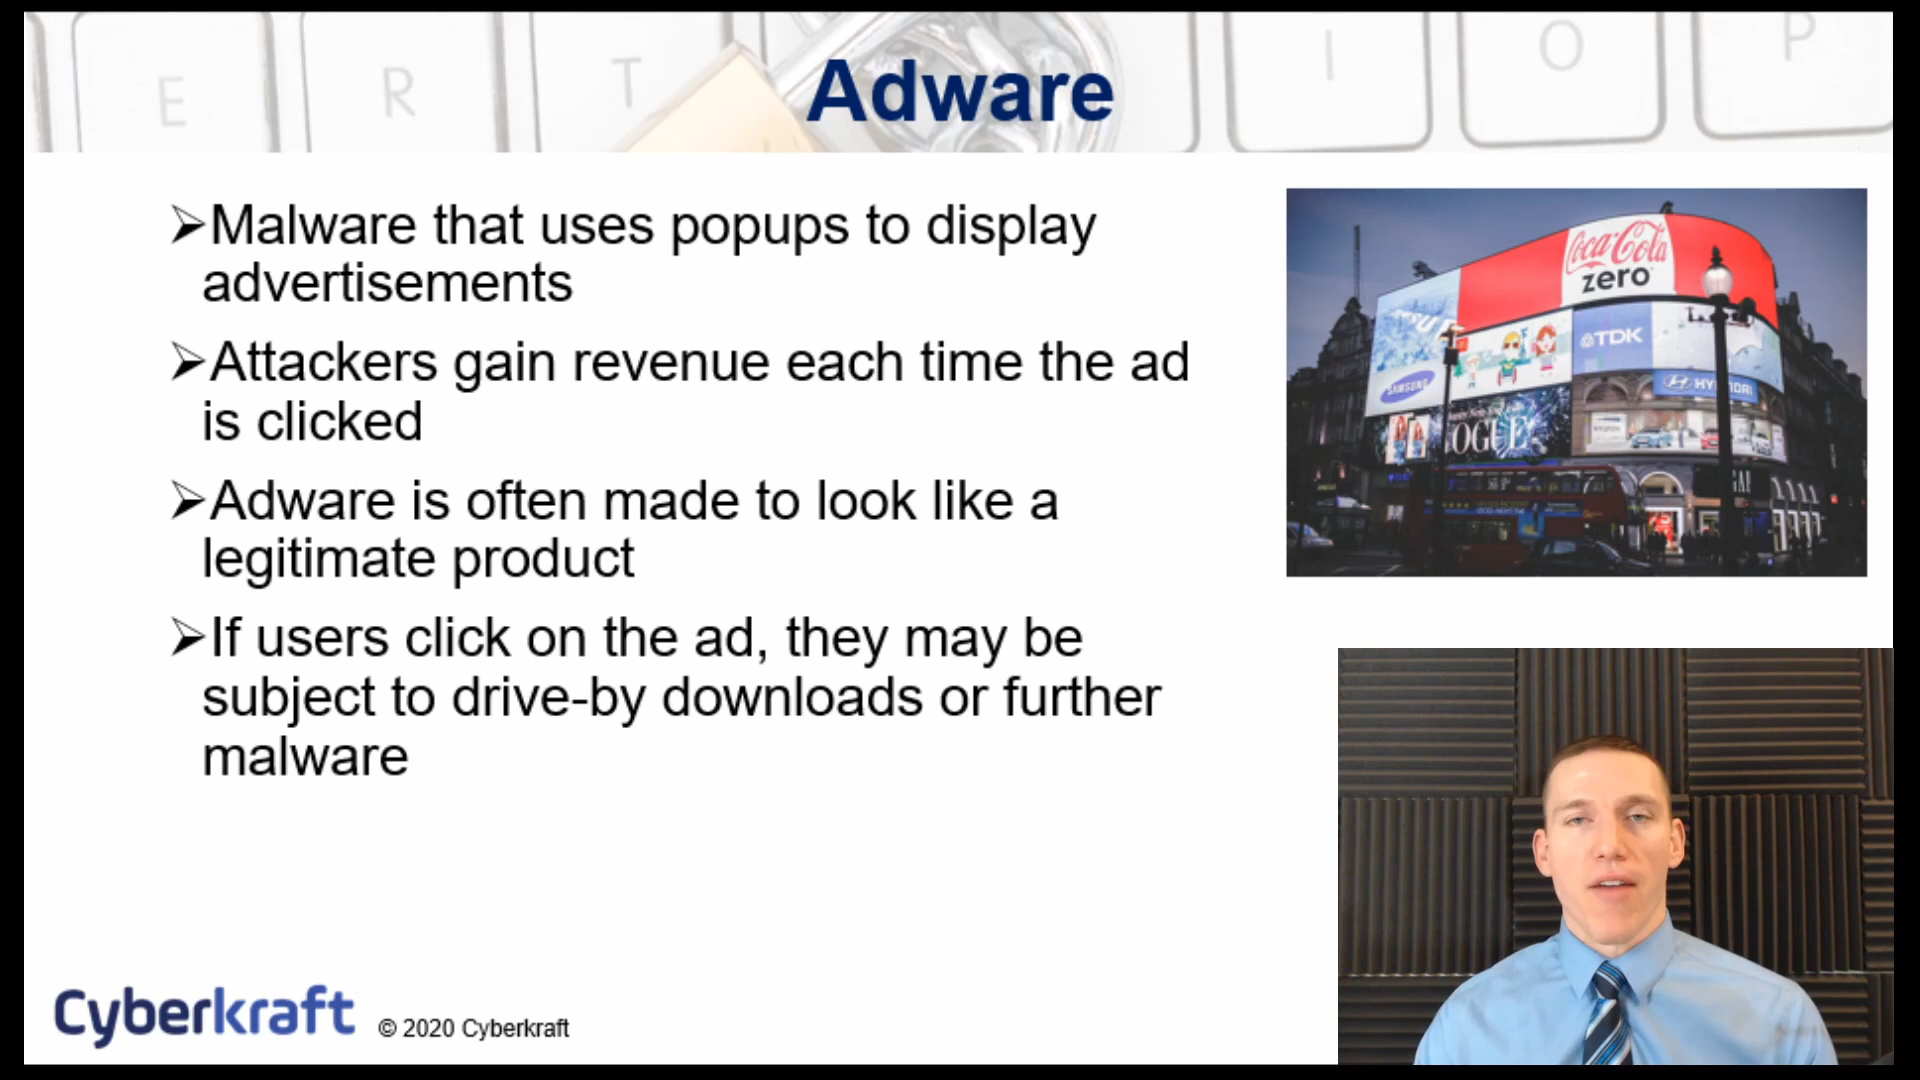 E
R
T
I
O
P
Adware
➢Malware that uses popups to display
advertisements
➢Attackers gain revenue each time the ad
is clicked
➢Adware is often made to look like a
legitimate product
➢If users click on the ad, they may be
subject to drive-by downloads or further
malware
Coca-Cola
zero
TDK
SAMSUNG
HYUNDAI
VOGUE
GAP
Cyberkraft
© 2020 Cyberkraft